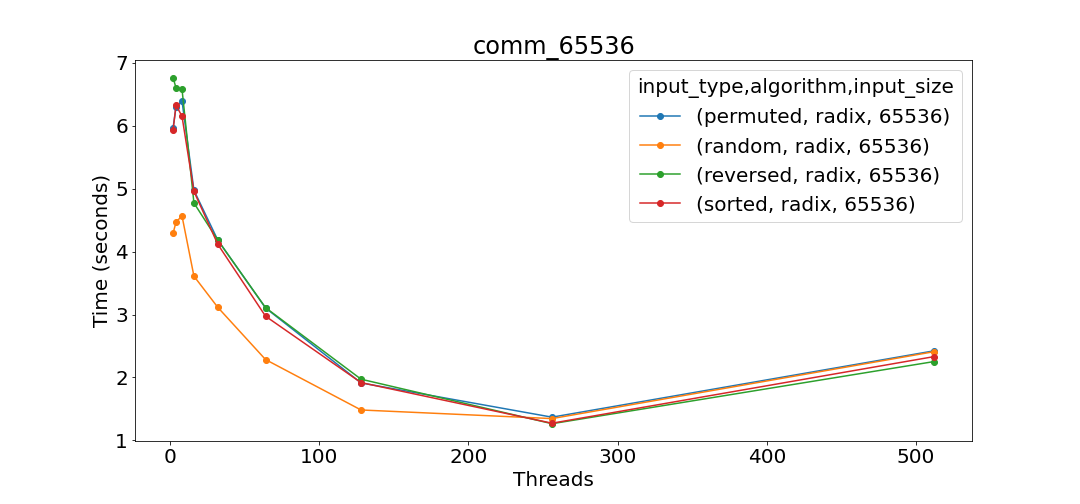 comm_65536
7
6
5
4
3
2
1
Time (seconds)
input_type,algorithm,input_size
(permuted, radix, 65536)
(random, radix, 65536)
(reversed, radix, 65536)
(sorted, radix, 65536)
0 100 200 300 400 500
Threads